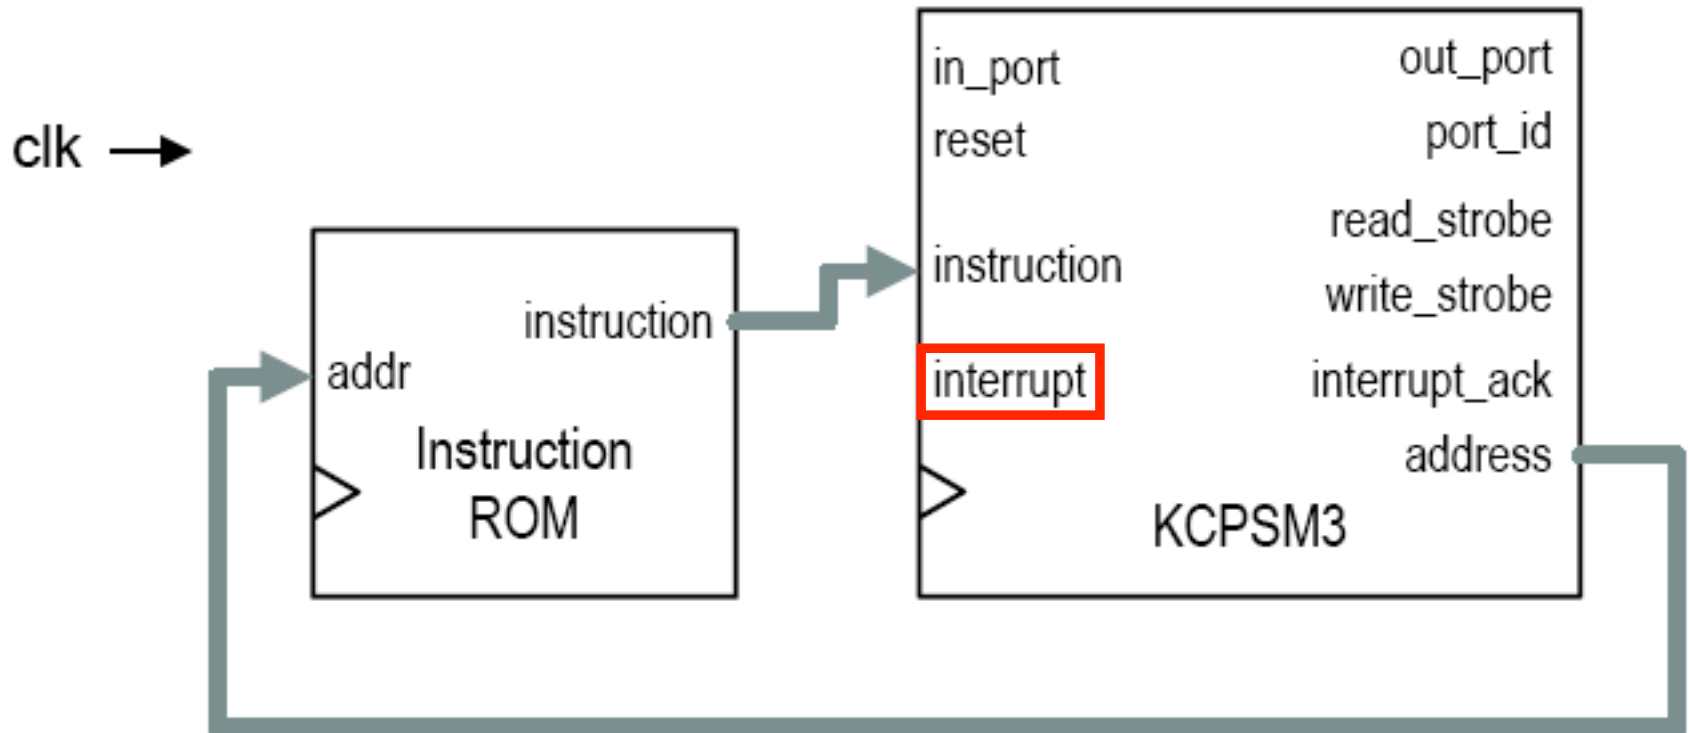 clk
addr
instruction
Instruction
ROM
in_port
reset
instruction
interrupt
out_port
port_id
read_strobe
write_strobe
interrupt_ack
address
KCPSM3